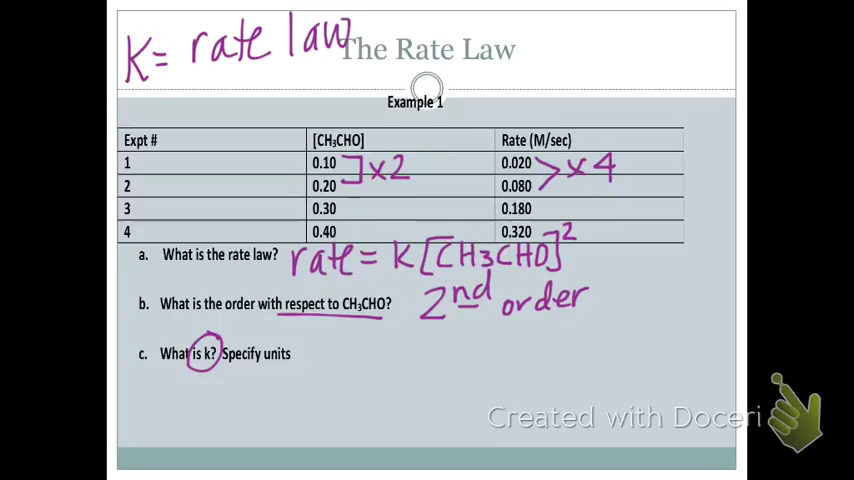 K= rate law
The Rate Law
Example 1
Expt # [CH₃CHO] Rate (M/sec)
1 0.10 ]x2 0.020 >x4
2 0.20 0.080
3 0.30 0.180
4 0.40 0.320
a. What is the rate law? rate = K[CH3CHO]²
b. What is the order with respect to CH₃CHO? 2nd order
c. What is k? Specify units
Created with Doceri